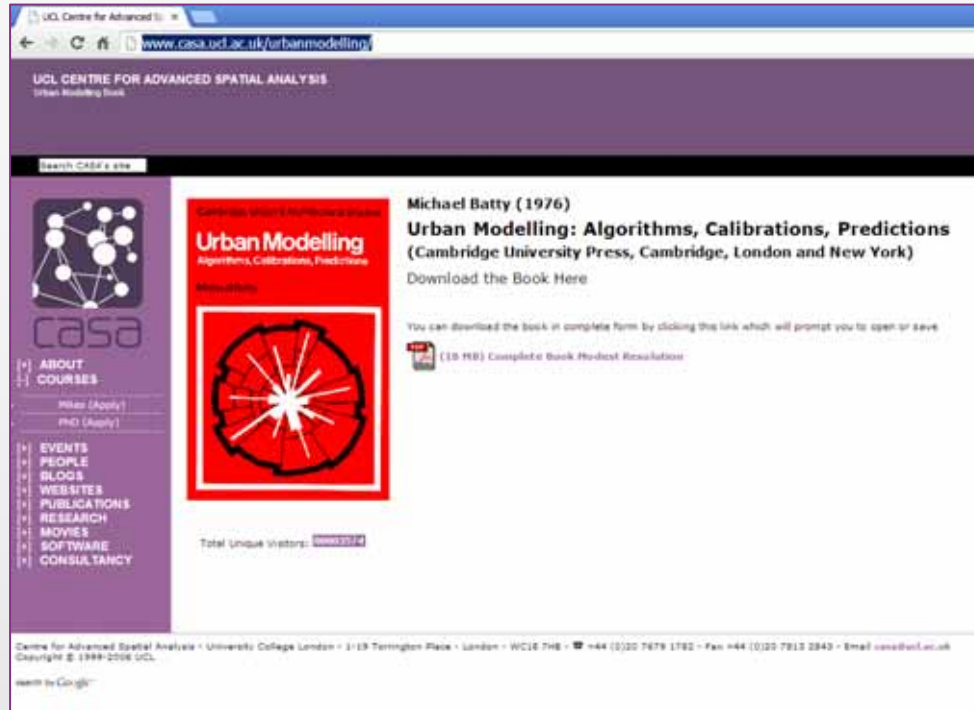 UCL Centre for Advanced S
www.casa.ucl.ac.uk/urbanmodelling/
UCL CENTRE FOR ADVANCED SPATIAL ANALYSIS
Urban Modelling Book
Search CASA's site
casa
[+] ABOUT
[-] COURSES
MRes (Apply)
PhD (Apply)
[+] EVENTS
[+] PEOPLE
[+] BLOGS
[+] WEBSITES
[+] PUBLICATIONS
[+] RESEARCH
[+] MOVIES
[+] SOFTWARE
[+] CONSULTANCY
Urban Modelling
Algorithms, Calibrations, Predictions
Michael Batty
Total Unique Visitors: 00003574
Michael Batty (1976)
Urban Modelling: Algorithms, Calibrations, Predictions
(Cambridge University Press, Cambridge, London and New York)
Download the Book Here
You can download the book in complete form by clicking this link which will prompt you to open or save
PDF
(18 MB) Complete Book Modest Resolution
Centre for Advanced Spatial Analysis - University College London - 1-19 Torrington Place - London - WC1E 7HB - ☎ +44 (0)20 7679 1782 - Fax +44 (0)20 7813 2843 - Email casa@ucl.ac.uk
Copyright © 1999-2006 UCL
search by Google